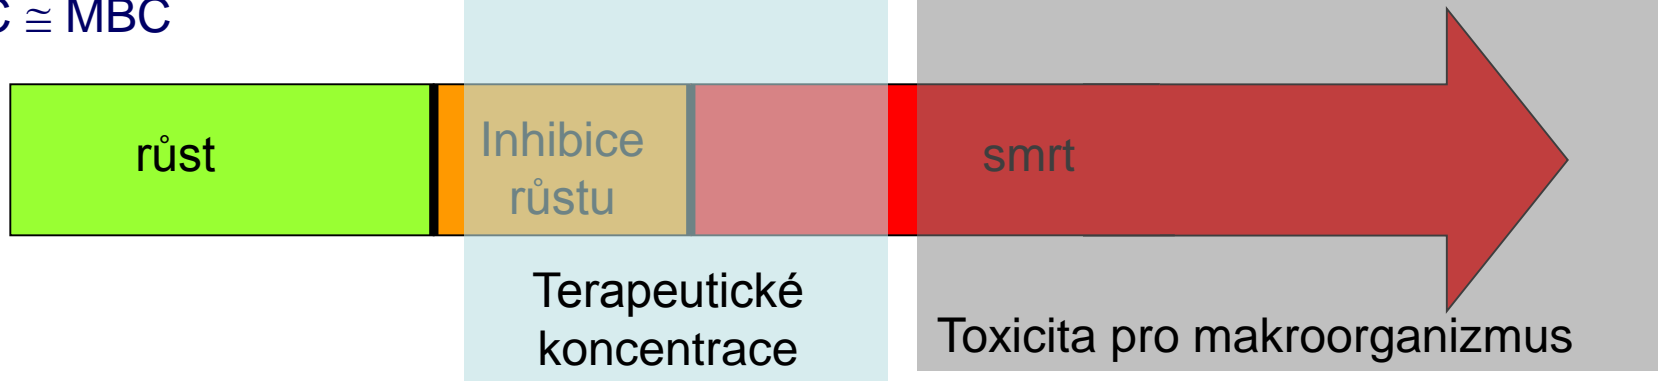 ≅ MBC
růst
Inhibice
růstu
smrt
Terapeutické
koncentrace
Toxicita pro makroorganizmus